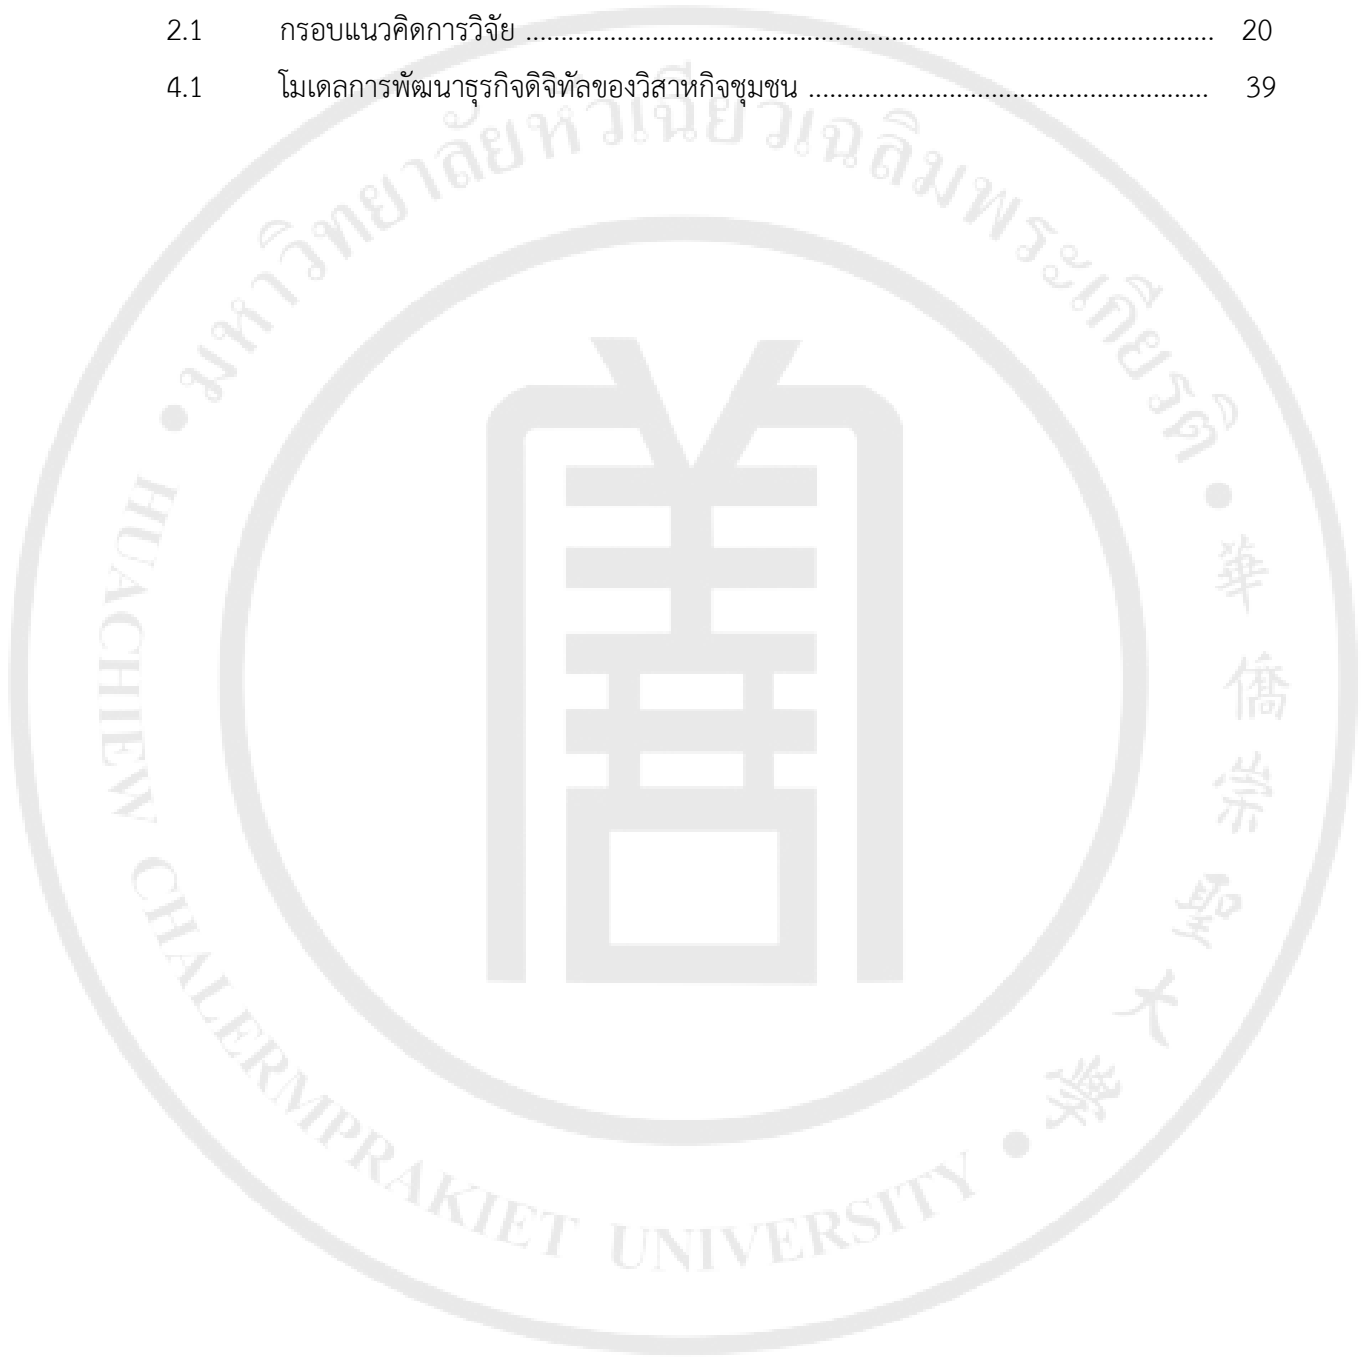 2.1 กรอบแนวคิดการวิจัย ........................................................................................ 20
4.1 โมเดลการพัฒนาธุรกิจดิจิทัลของวิสาหกิจชุมชน ................................................... 39
มหาวิทยาลัยหัวเฉียวเฉลิมพระเกียรติ
HUACHIEW CHALERMPRAKIET UNIVERSITY
華僑崇聖大學